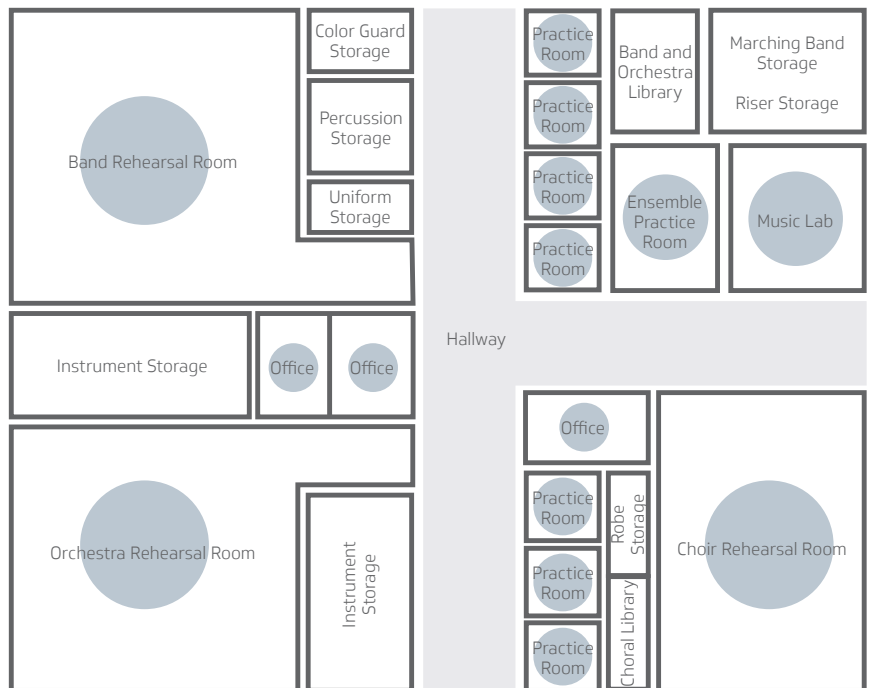 Color Guard
Storage
Percussion
Storage
Band Rehearsal Room
Uniform
Storage
Practice
Room
Practice
Room
Practice
Room
Practice
Room
Band and
Orchestra
Library
Marching Band
Storage
Riser Storage
Ensemble
Practice
Room
Music Lab
Instrument Storage
Office
Office
Hallway
Orchestra Rehearsal Room
Instrument
Storage
Office
Practice
Room
Practice
Room
Practice
Room
Robe
Storage
Choral Library
Choir Rehearsal Room